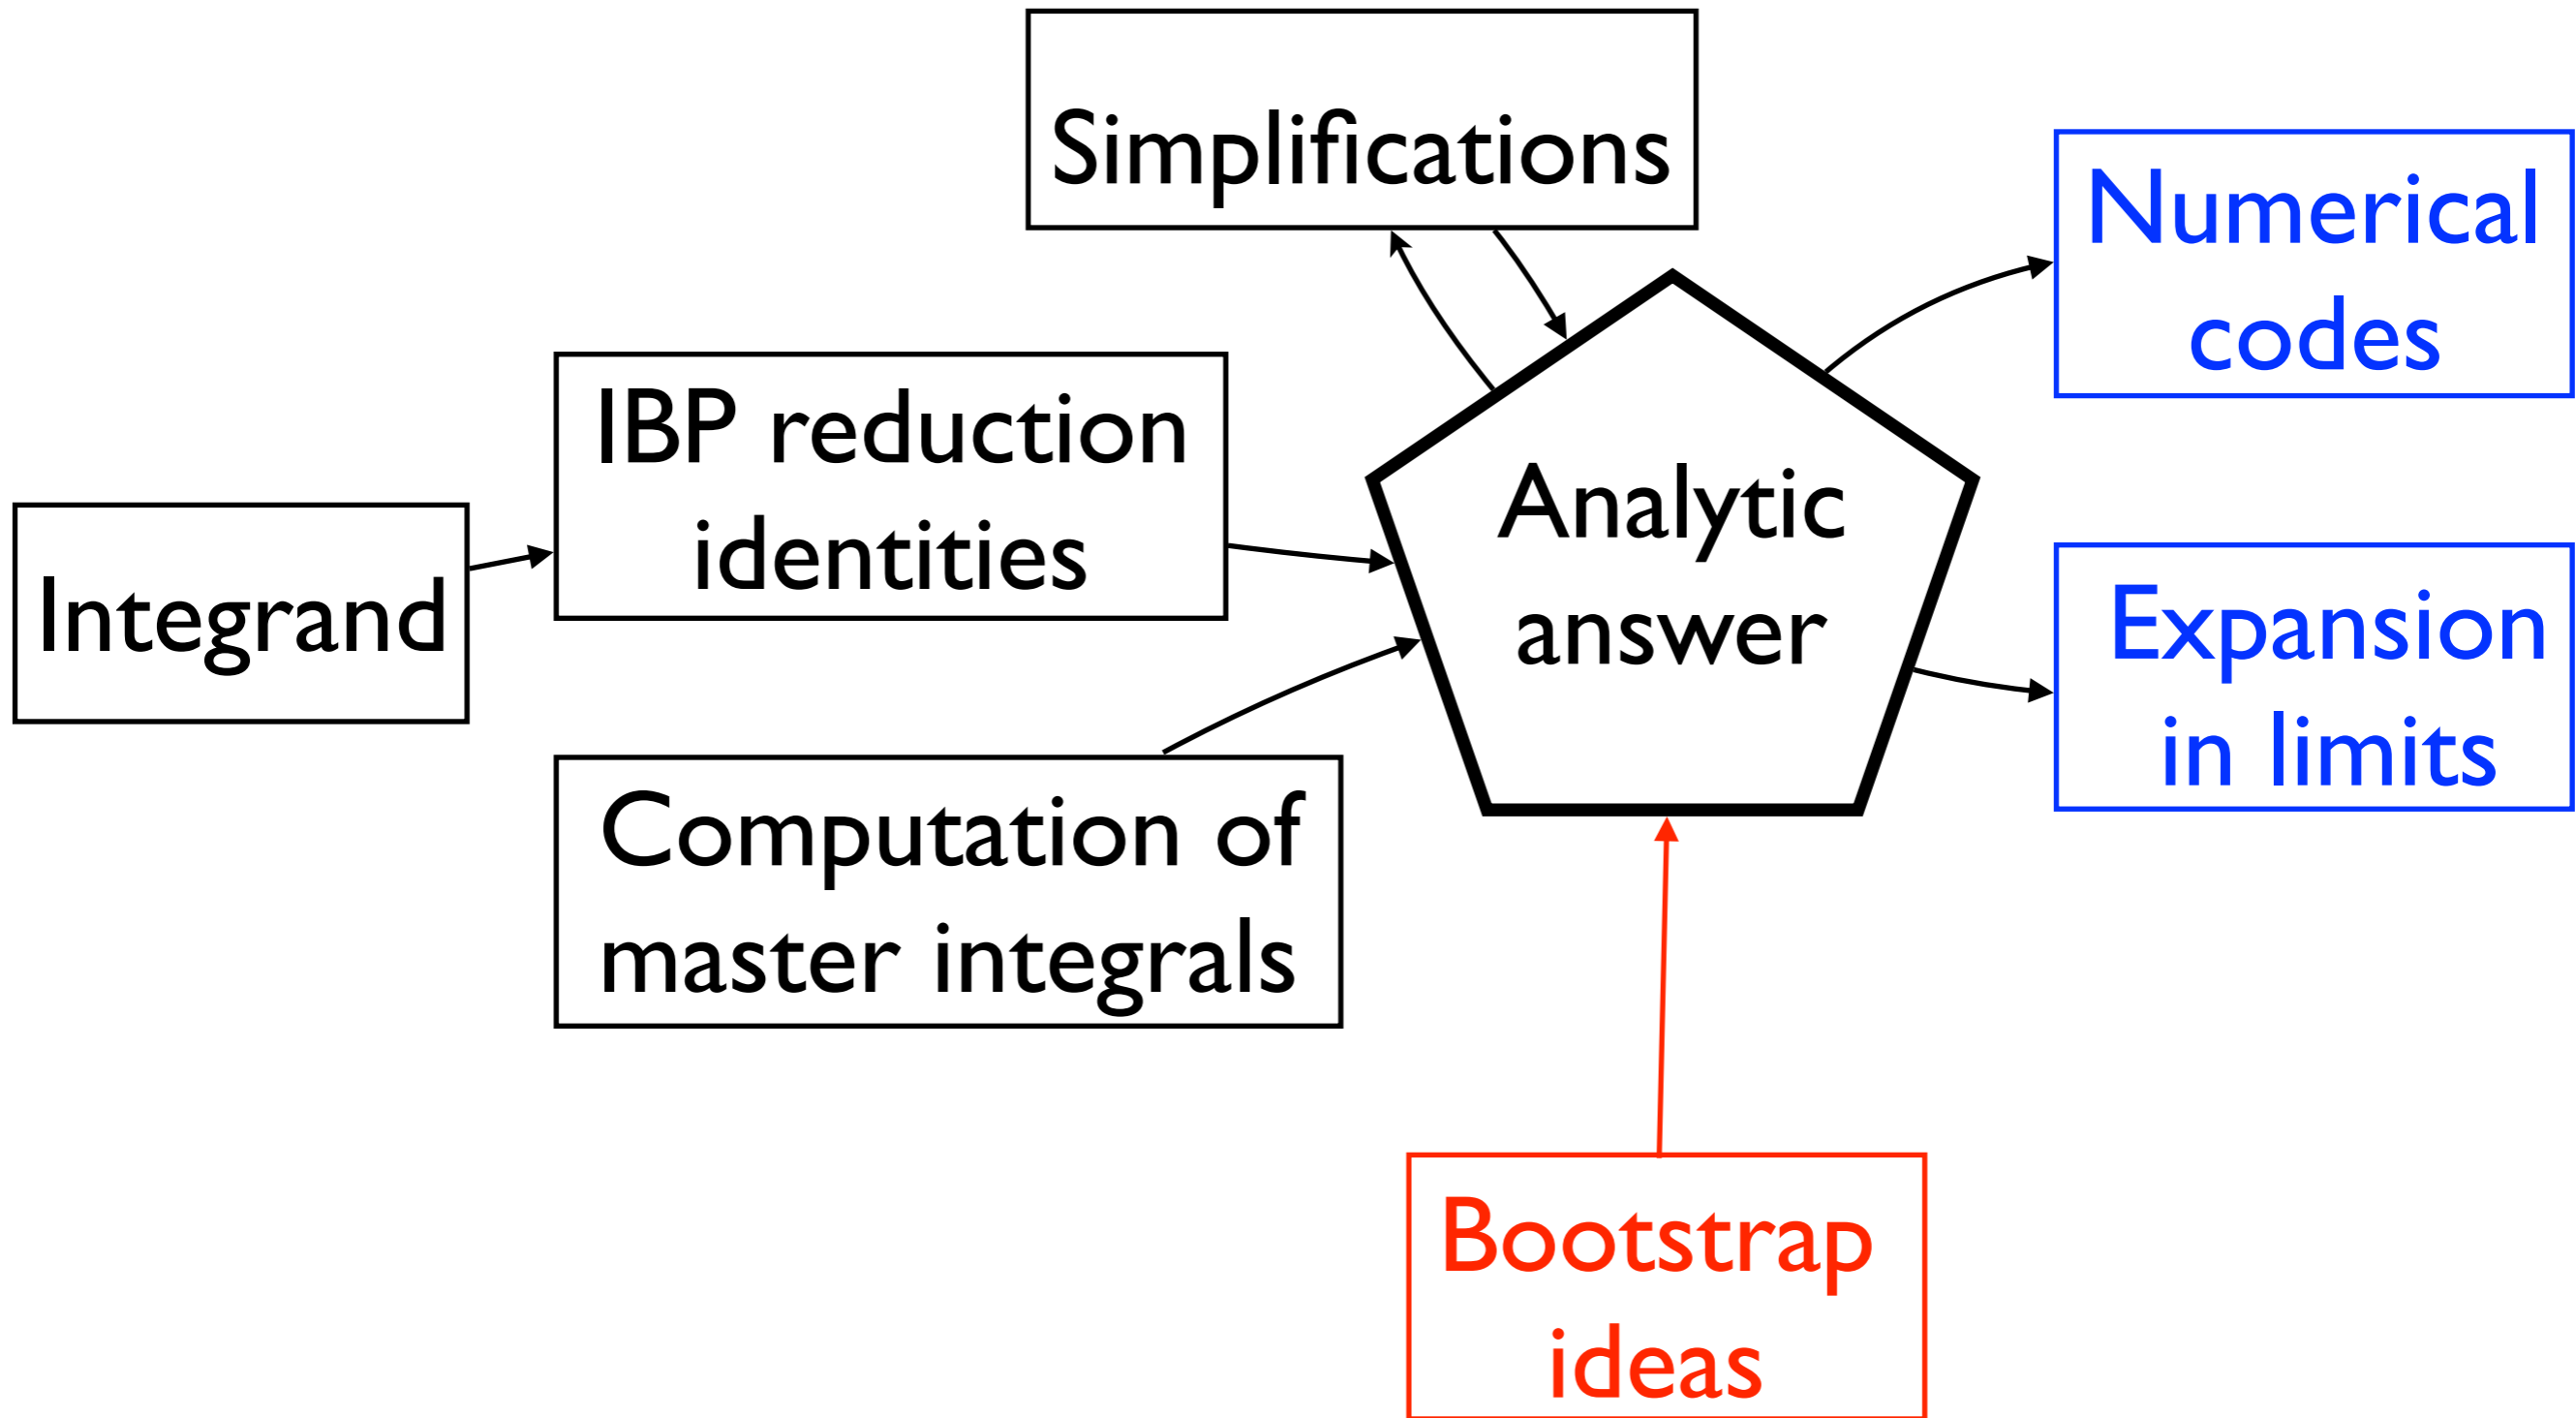 Simplifications
Numerical
codes
IBP reduction
identities
Integrand
Analytic
answer
Expansion
in limits
Computation of
master integrals
Bootstrap
ideas